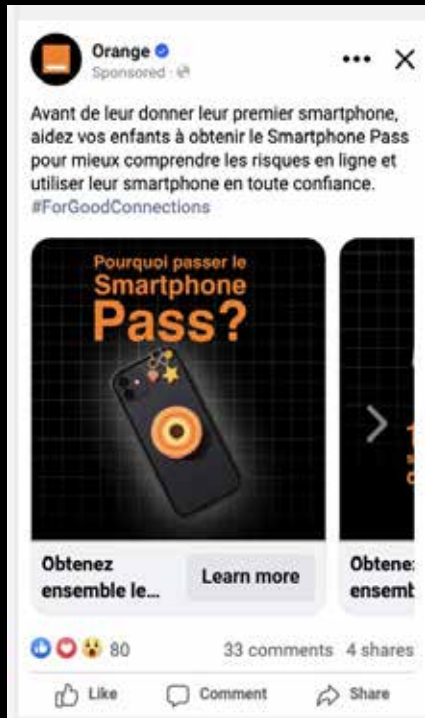 Orange
Sponsored ·
Avant de leur donner leur premier smartphone,
aidez vos enfants à obtenir le Smartphone Pass
pour mieux comprendre les risques en ligne et
utiliser leur smartphone en toute confiance.
#ForGoodConnections
Pourquoi passer le
Smartphone
Pass?
Obtenez
ensemble le...
Learn more
80
33 comments 4 shares
Like Comment Share